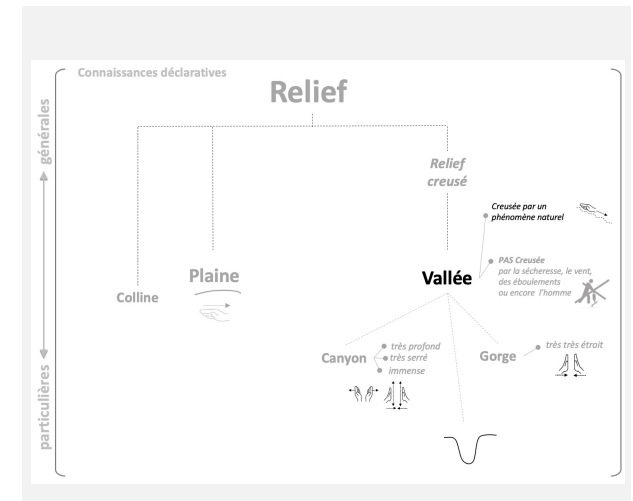 Connaissances déclaratives
Relief
générales
Relief
creusé
Creusée par un
phénomène naturel
PAS Creusée
par la sécheresse, le vent,
des éboulements
ou encore l'homme
Plaine
Vallée
Colline
très profond
très serré
immense
Canyon
Gorge
très très étroit
particulières